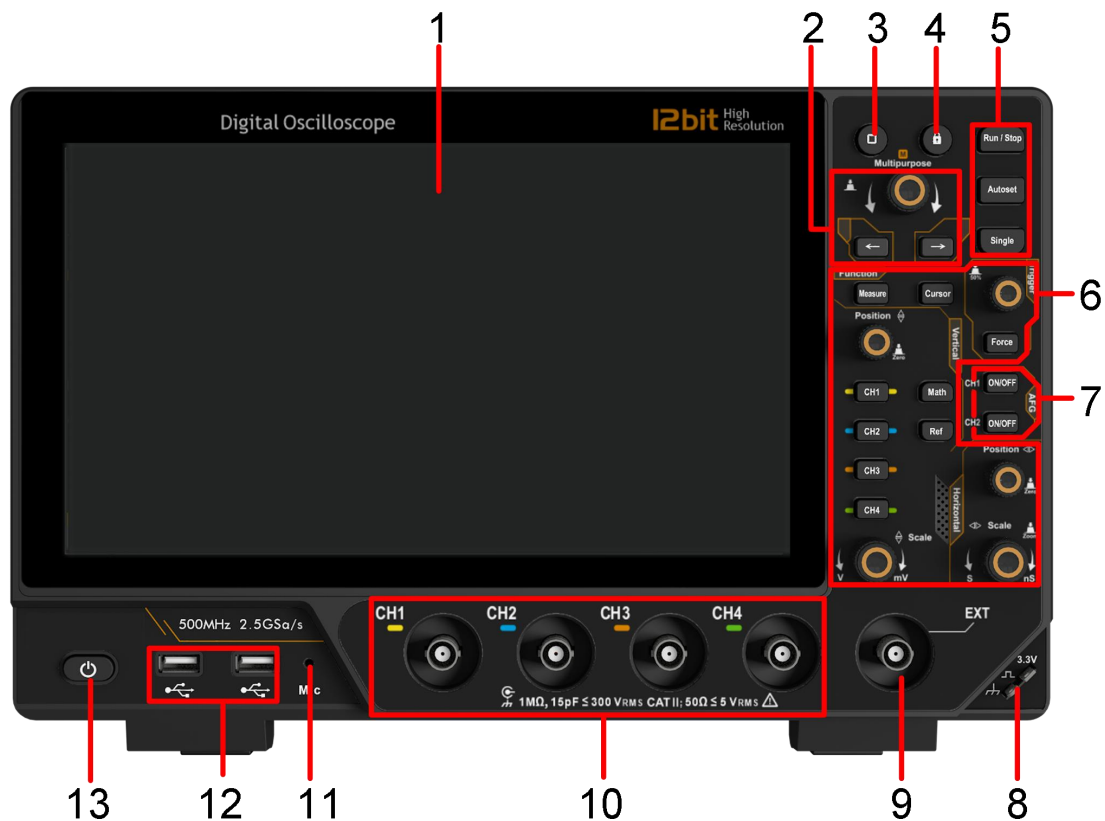 1
2
3
4
5
Digital Oscilloscope
12bit High Resolution
Run / Stop
M
Multipurpose
Autoset
←
→
Single
Function
50%
Trigger
6
Measure
Cursor
Position
Zero
Vertical
Force
CH1
Math
CH1 ON/OFF
AFG
7
CH2
Ref
CH2 ON/OFF
CH3
Position
Zero
Horizontal
CH4
Scale
V
mV
Scale
Zoom
S
nS
500MHz 2.5GSa/s
CH1
CH2
CH3
CH4
EXT
Mic
1MΩ, 15pF ≤ 300 VRMS CAT II; 50Ω ≤ 5 VRMS
3.3V
13
12
11
10
9
8